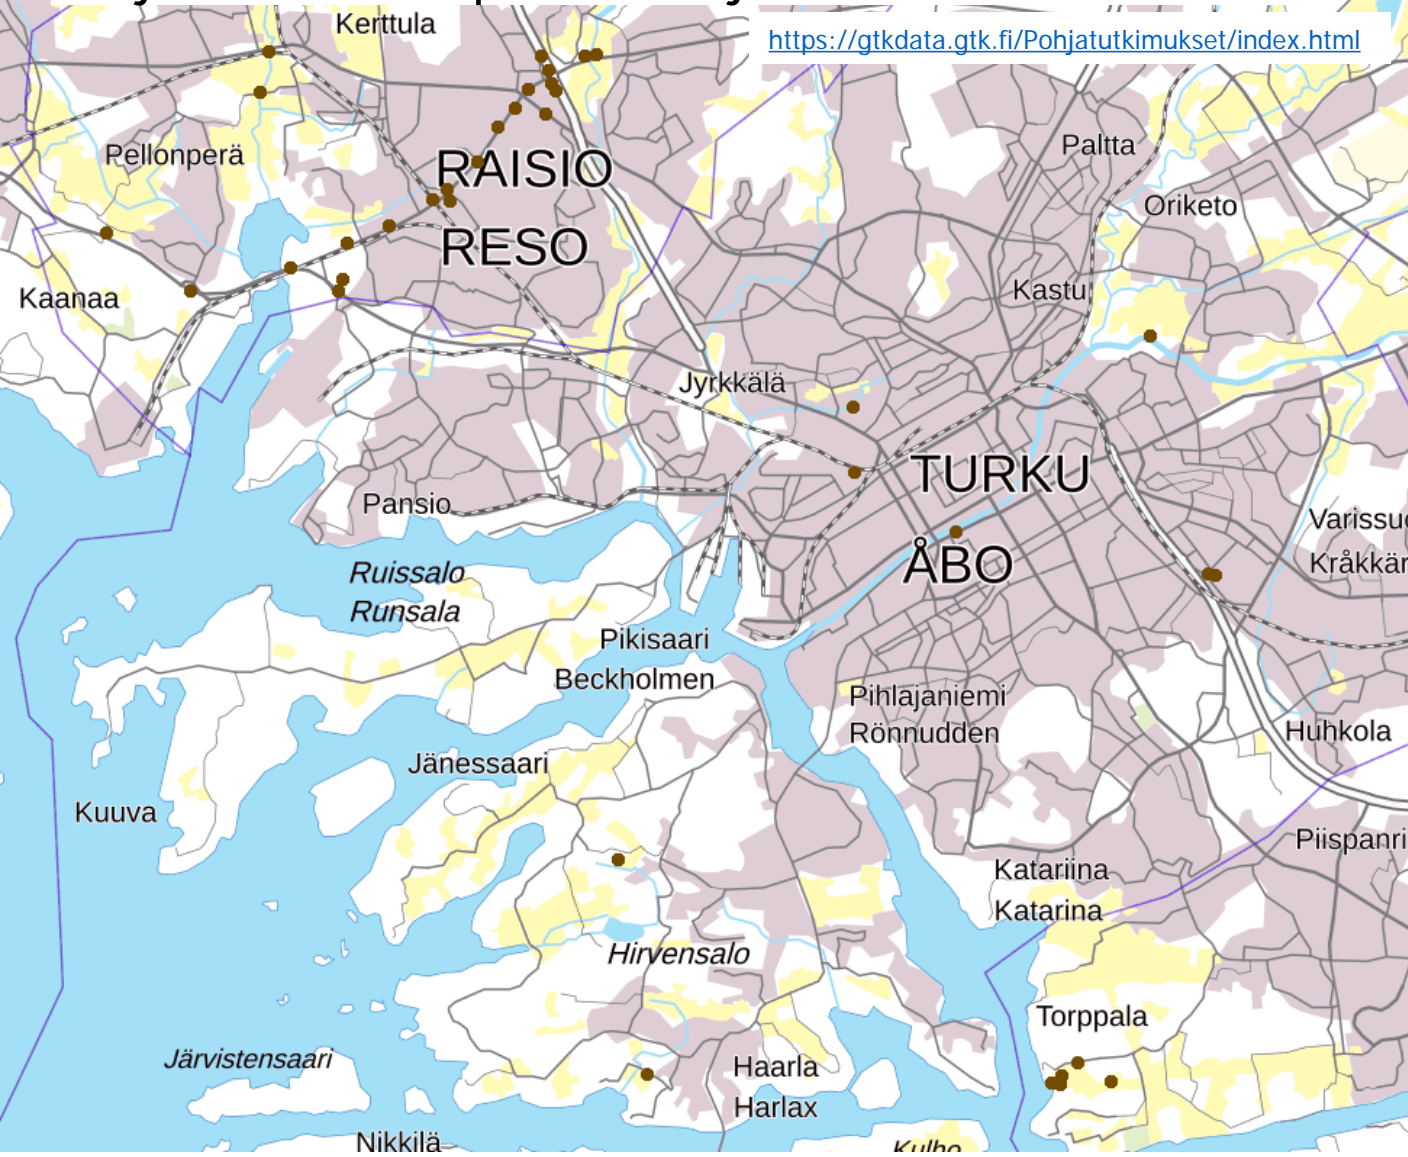 Kerttula
https://gtkdata.gtk.fi/Pohjatutkimukset/index.html
Paltta
Pellonperä
RAISIO
Oriketo
RESO
Kaanaa
Kastu
Jyrkkälä
TURKU
Pansio
ÅBO
Ruissalo
Runsala
Pikisaari
Beckholmen
Pihlajaniemi
Rönnudden
Huhkola
Jänessaari
Kuuva
Katariina
Katarina
Hirvensalo
Torppala
Järvistensaari
Haarla
Harlax
Nikkilä